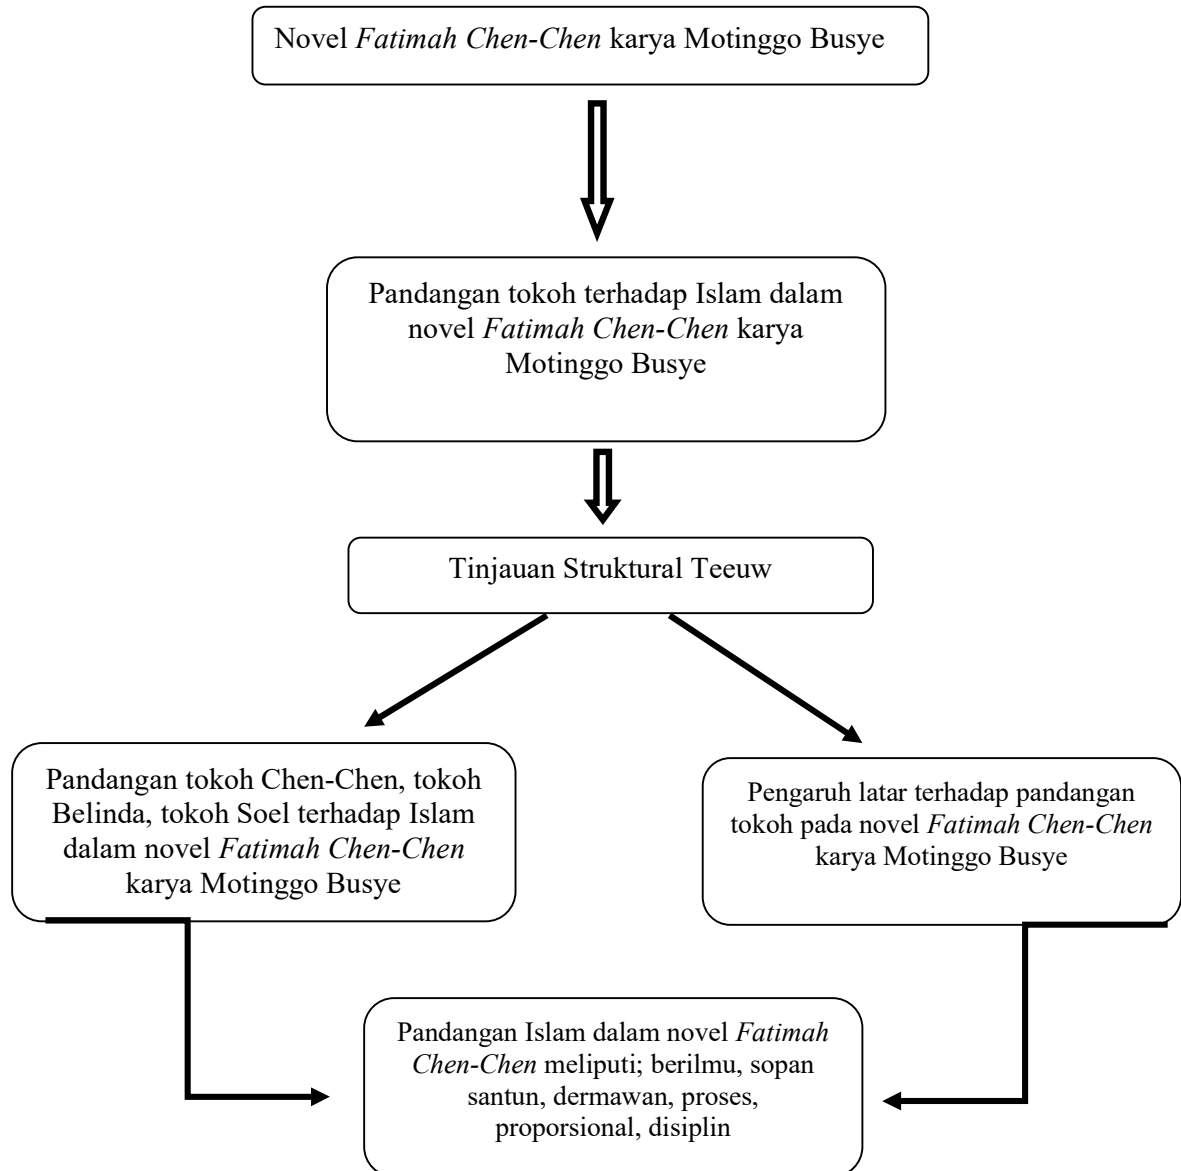 Novel Fatimah Chen-Chen karya Motinggo Busye
Pandangan tokoh terhadap Islam dalam
novel Fatimah Chen-Chen karya
Motinggo Busye
Tinjauan Struktural Teeuw
Pandangan tokoh Chen-Chen, tokoh
Belinda, tokoh Soel terhadap Islam
dalam novel Fatimah Chen-Chen
karya Motinggo Busye
Pengaruh latar terhadap pandangan
tokoh pada novel Fatimah Chen-Chen
karya Motinggo Busye
Pandangan Islam dalam novel Fatimah
Chen-Chen meliputi; berilmu, sopan
santun, dermawan, proses,
proporsional, disiplin